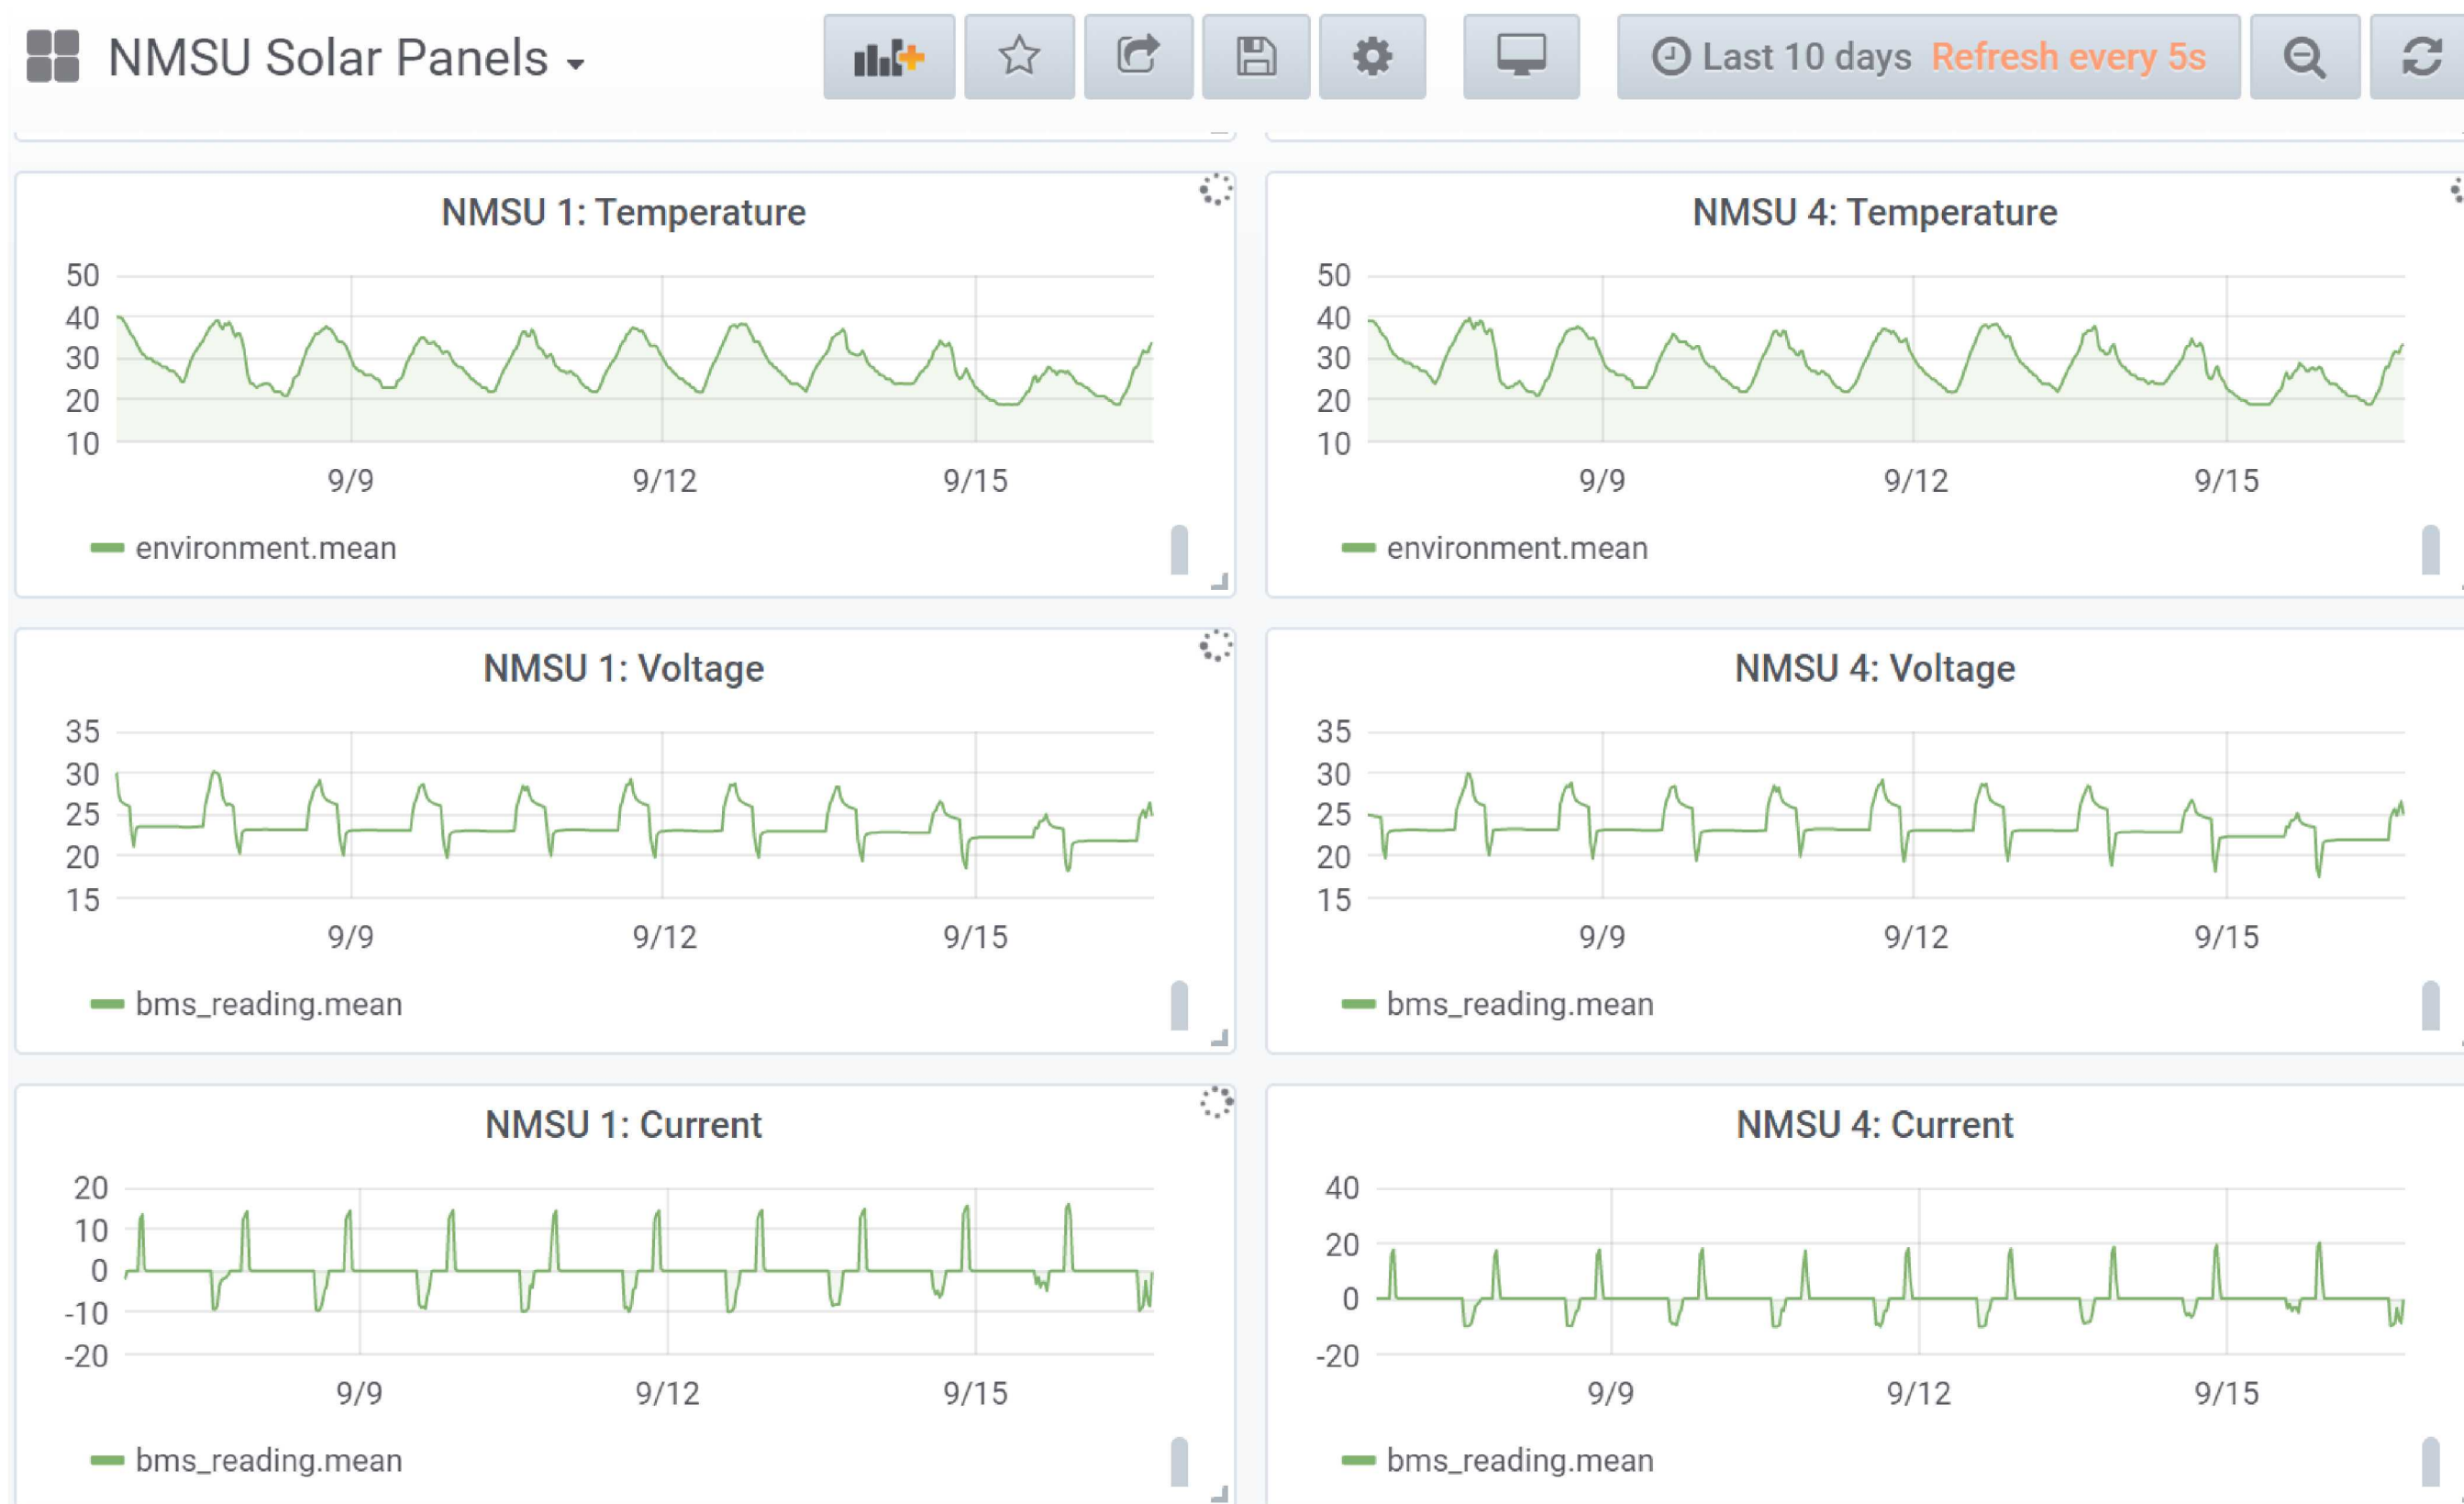 NMSU Solar Panels
Last 10 days Refresh every 5s
NMSU 1: Temperature
50
40
30
20
10
9/9 9/12 9/15
environment.mean
NMSU 4: Temperature
50
40
30
20
10
9/9 9/12 9/15
environment.mean
NMSU 1: Voltage
35
30
25
20
15
9/9 9/12 9/15
bms_reading.mean
NMSU 4: Voltage
35
30
25
20
15
9/9 9/12 9/15
bms_reading.mean
NMSU 1: Current
20
10
0
-10
-20
9/9 9/12 9/15
bms_reading.mean
NMSU 4: Current
40
20
0
-20
9/9 9/12 9/15
bms_reading.mean